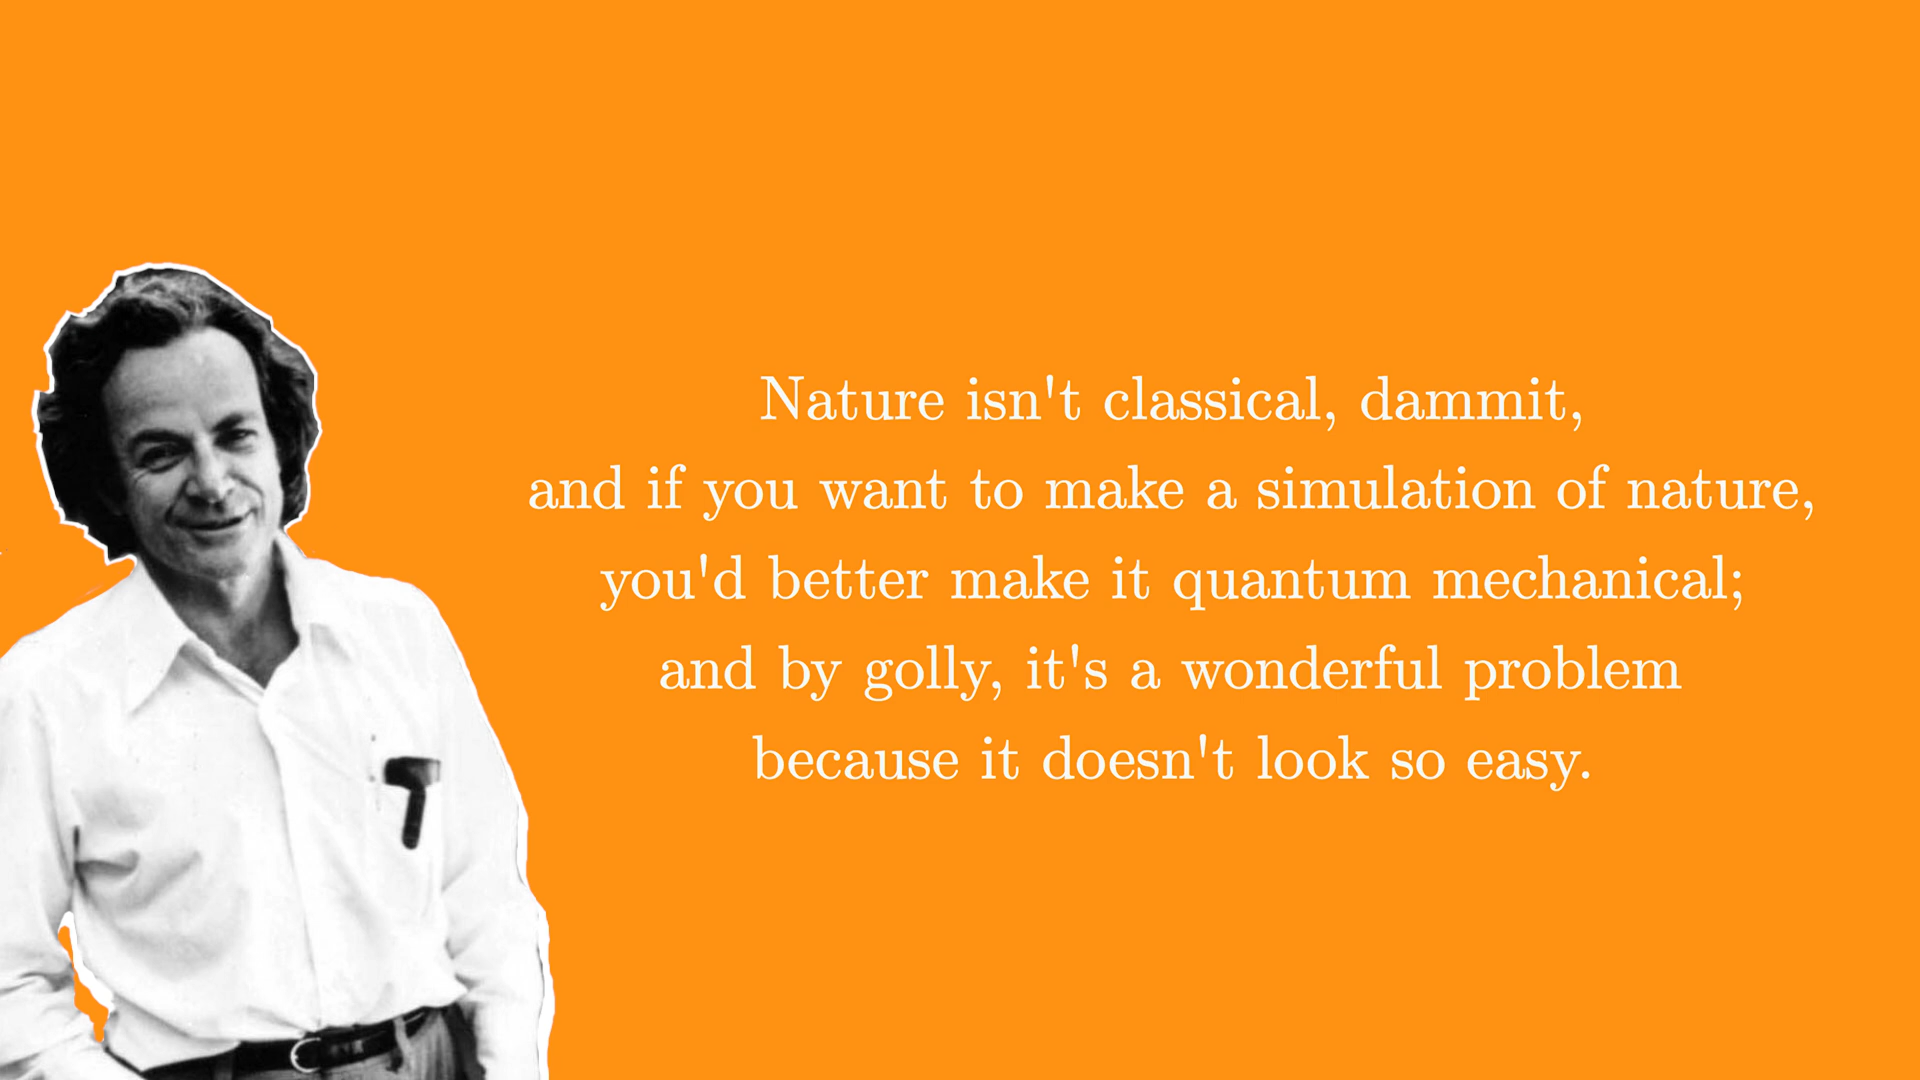 Nature isn't classical, dammit,
and if you want to make a simulation of nature,
you'd better make it quantum mechanical;
and by golly, it's a wonderful problem
because it doesn't look so easy.